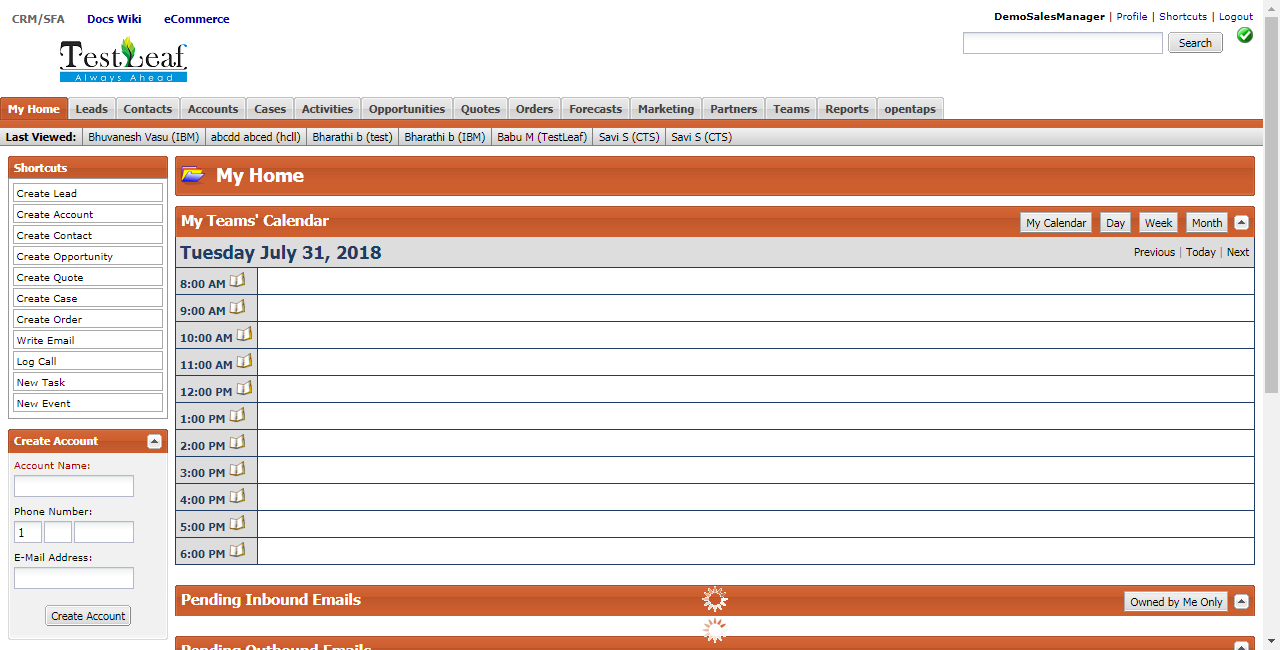 CRM/SFA Docs Wiki eCommerce
DemoSalesManager | Profile | Shortcuts | Logout
TestLeaf
Always Ahead
Search
My Home Leads Contacts Accounts Cases Activities Opportunities Quotes Orders Forecasts Marketing Partners Teams Reports opentaps
Last Viewed: Bhuvanesh Vasu (IBM) abcdd abced (hcll) Bharathi b (test) Bharathi b (IBM) Babu M (TestLeaf) Savi S (CTS) Savi S (CTS)
Shortcuts
Create Lead
Create Account
Create Contact
Create Opportunity
Create Quote
Create Case
Create Order
Write Email
Log Call
New Task
New Event
Create Account
Account Name:
Phone Number:
1
E-Mail Address:
Create Account
My Home
My Teams' Calendar My Calendar Day Week Month
Tuesday July 31, 2018 Previous | Today | Next
8:00 AM
9:00 AM
10:00 AM
11:00 AM
12:00 PM
1:00 PM
2:00 PM
3:00 PM
4:00 PM
5:00 PM
6:00 PM
Pending Inbound Emails Owned by Me Only
Pending Outbound Emails